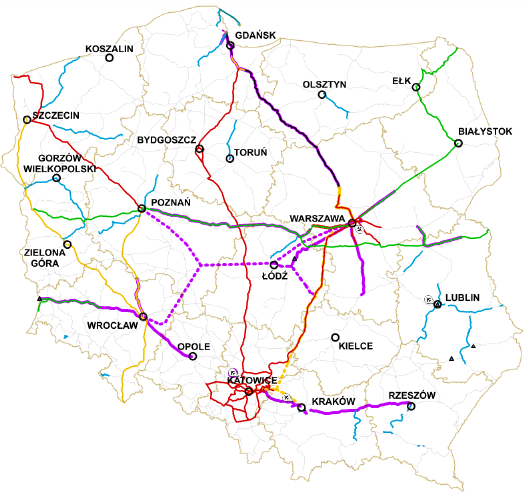 GDAŃSK
KOSZALIN
OLSZTYN
EŁK
SZCZECIN
BIAŁYSTOK
BYDGOSZCZ
TORUŃ
GORZÓW
WIELKOPOLSKI
POZNAŃ
WARSZAWA
ZIELONA
GÓRA
ŁÓDŹ
LUBLIN
WROCŁAW
OPOLE
KIELCE
KATOWICE
KRAKÓW
RZESZÓW